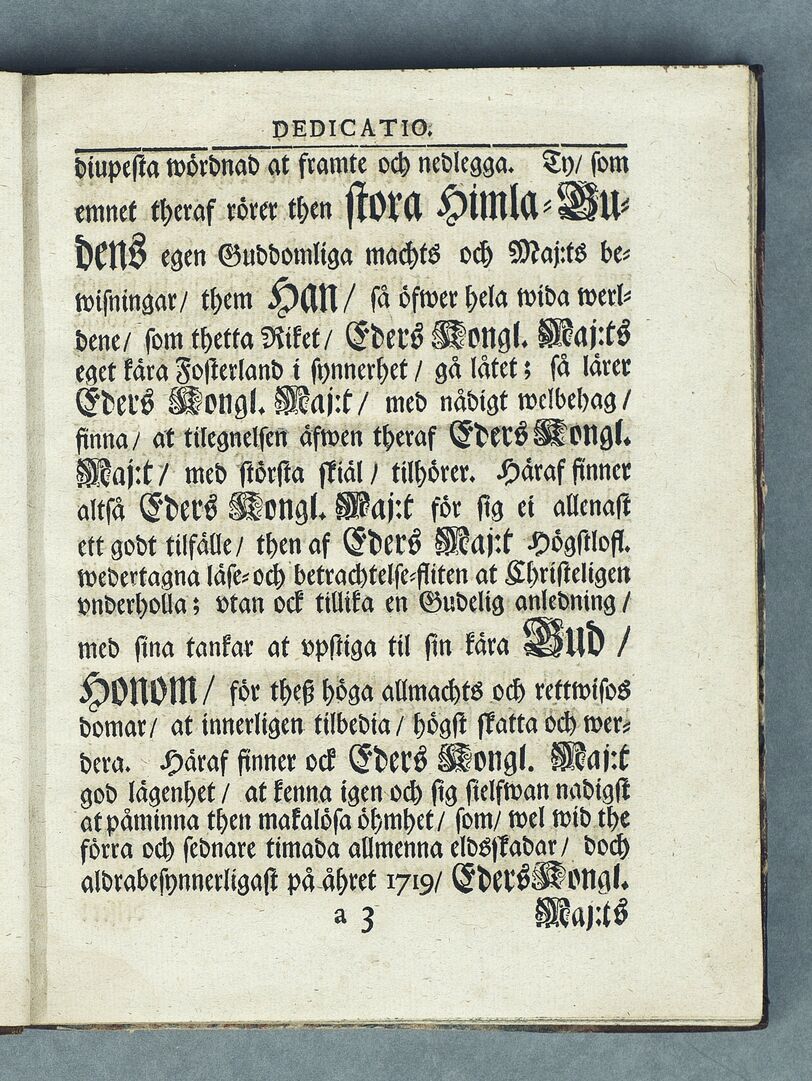 DEDICATIO.
diupesta wördnad at framte och nedlegga. Ty/ som
emnet theraf rörer then stora Himla-Gu-
dens egen Guddomliga machts och Maj:ts be-
wisningar/ them Han/ så öfwer hela wida werl-
dene/ som thetta Riket/ Eders Kongl. Maj:ts
eget kära Fosterland i synnerhet/ gå låtet; så lärer
Eders Kongl. Maj:t/ med nådigt welbehag/
finna/ at tilegnelsen äfwen theraf Eders Kongl.
Maj:t/ med största skiäl/ tilhörer. Häraf finner
altså Eders Kongl. Maj:t för sig ei allenast
ett godt tilfälle/ then af Eders Maj:t Högstlofl.
wedertagna läse-och betrachtelse-fliten at Christeligen
vnderholla; vtan ock tillika en Gudelig anledning/
med sina tankar at vpstiga til sin kära Gud/
Honom/ för theß höga allmachts och rettwisos
domar/ at innerligen tilbedia/ högst skatta och wer-
dera. Häraf finner ock Eders Kongl. Maj:t
god lägenhet/ at kenna igen och sig sielfwan nadigst
at påminna then makalösa öhmhet/ som/ wel wid the
förra och sednare timada allmenna eldsskadar/ doch
aldrabesynnerligast på åhret 1719/ Eders Kongl.
a 3 Maj:ts